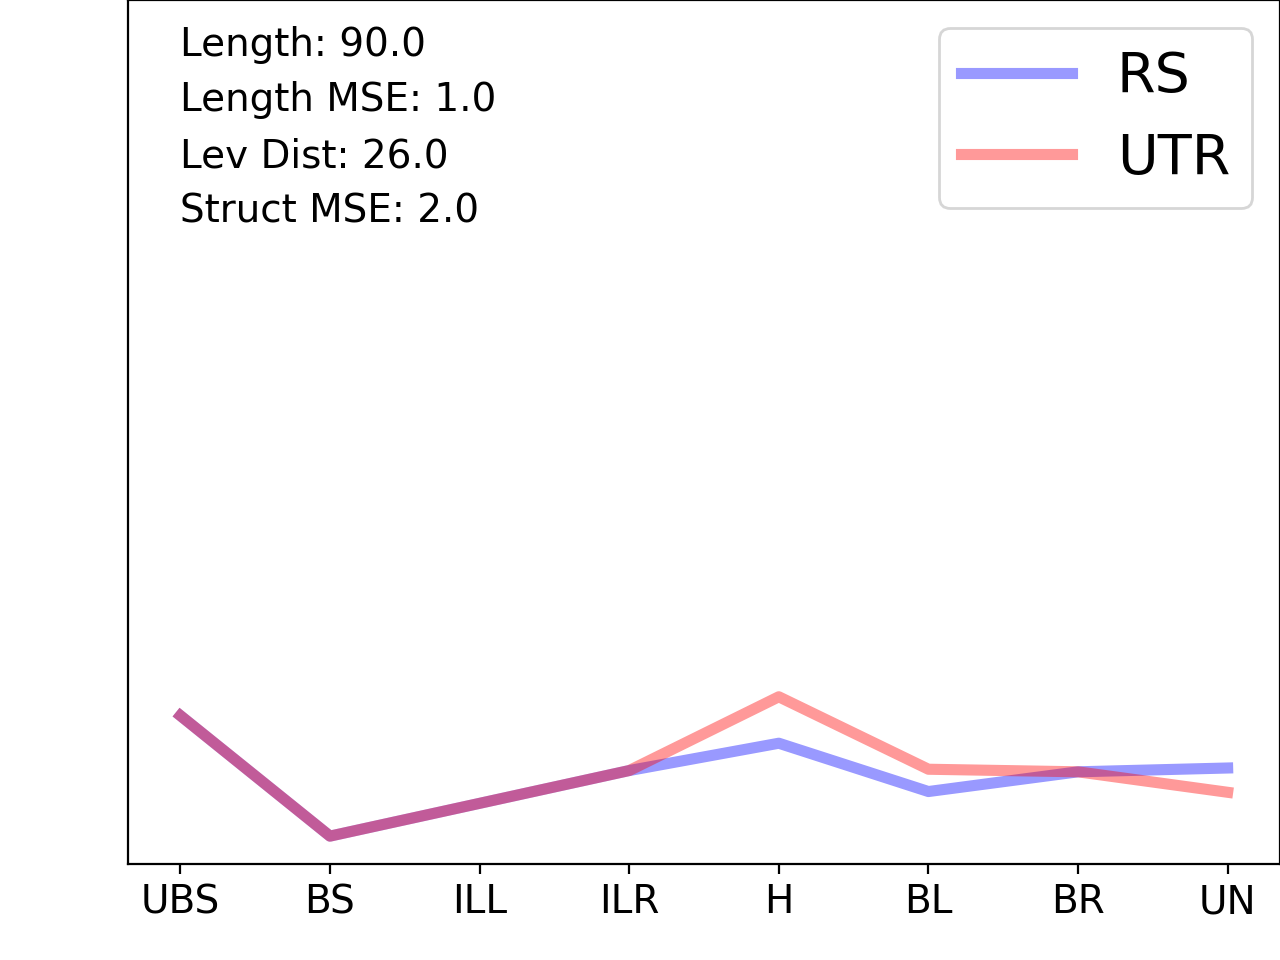 Length: 90.0
Length MSE: 1.0
Lev Dist: 26.0
Struct MSE: 2.0
RS
UTR
UBS BS ILL ILR H BL BR UN